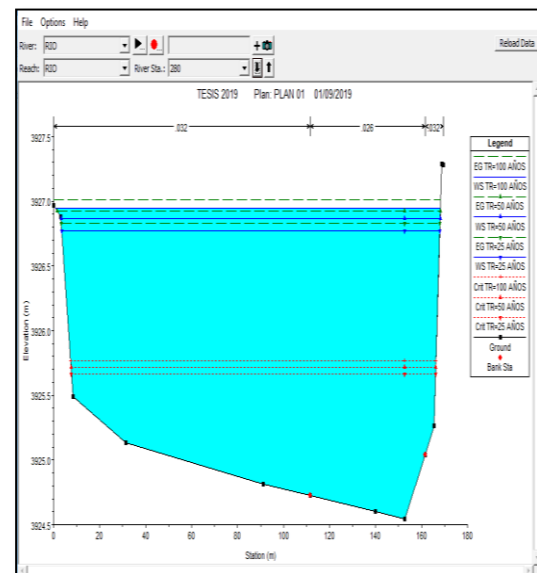 File Options Help
River: RIO
Reload Data
Reach: RIO River Sta.: 280
TESIS 2019 Plan: PLAN 01 01/09/2019
.032 .026 .032
Legend
EG TR=100 AÑOS
WS TR=100 AÑOS
EG TR=50 AÑOS
WS TR=50 AÑOS
EG TR=25 AÑOS
WS TR=25 AÑOS
Crit TR=100 AÑOS
Crit TR=50 AÑOS
Crit TR=25 AÑOS
Ground
Bank Sta
Elevation (m)
3927.5
3927.0
3926.5
3926.0
3925.5
3925.0
3924.5
0 20 40 60 80 100 120 140 160 180
Station (m)